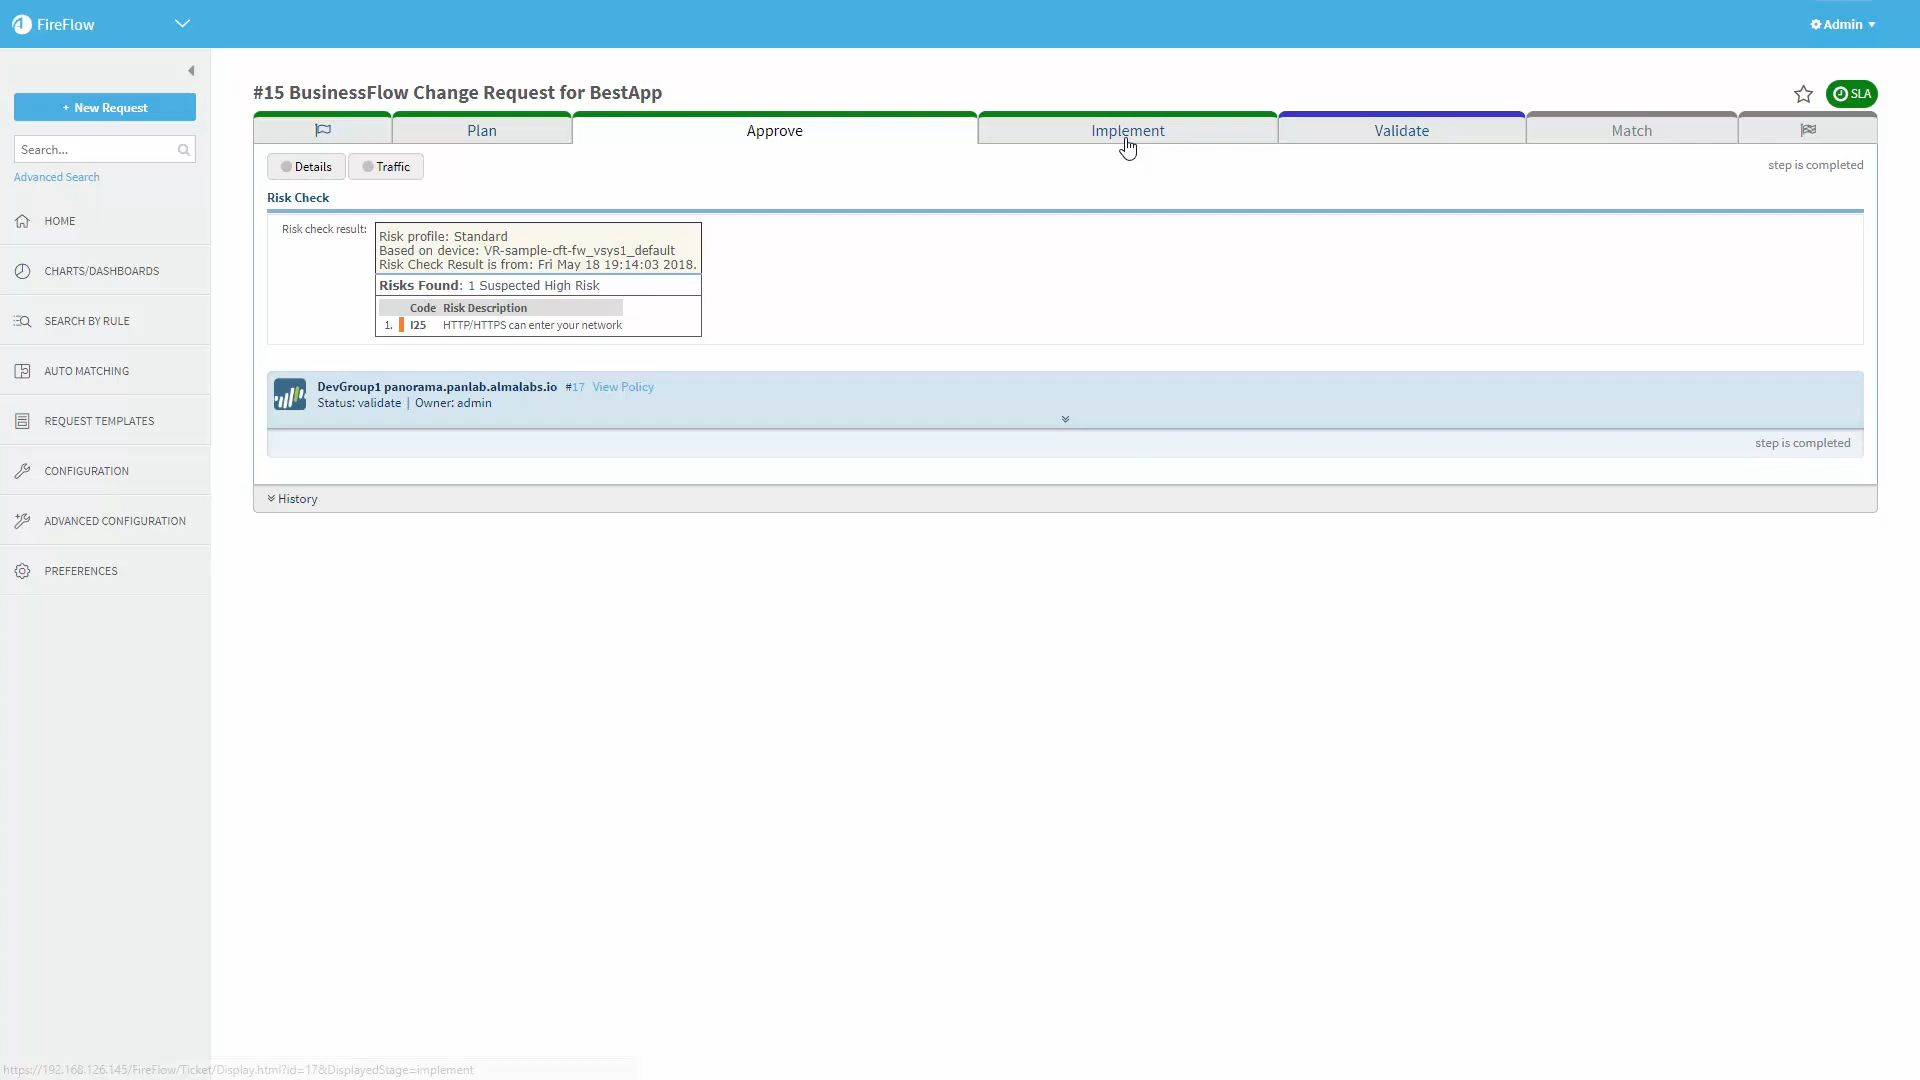 FireFlow
Admin
+ New Request
Search...
Advanced Search
HOME
CHARTS/DASHBOARDS
SEARCH BY RULE
AUTO MATCHING
REQUEST TEMPLATES
CONFIGURATION
ADVANCED CONFIGURATION
PREFERENCES
#15 BusinessFlow Change Request for BestApp
SLA
Plan Approve Implement Validate Match
Details Traffic
step is completed
Risk Check
Risk check result:
Risk profile: Standard
Based on device: VR-sample-cft-fw_vsys1_default
Risk Check Result is from: Fri May 18 19:14:03 2018.
Risks Found: 1 Suspected High Risk
Code Risk Description
1. I25 HTTP/HTTPS can enter your network
DevGroup1 panorama.panlab.almalabs.io #17 View Policy
Status: validate | Owner: admin
step is completed
History
https://192.168.126.145/FireFlow/Ticket/Display.html?id=17&DisplayedStage=implement